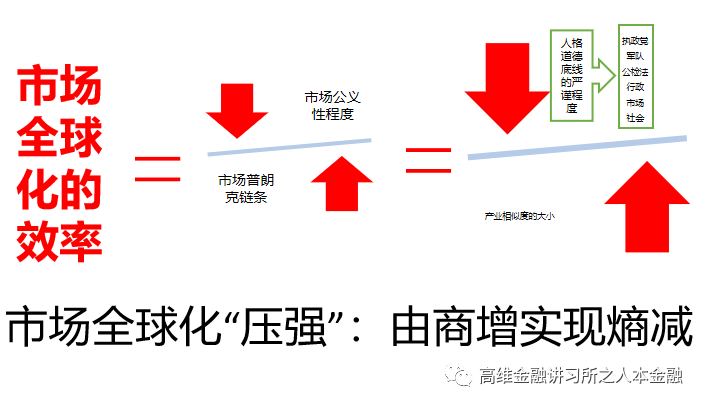 市场
全球
化的
效率
=
市场公义
性程度
市场普朗
克链条
=
人格
道德
底线
的严
谨程
度
执政党
军队
公检法
行政
市场
社会
产业相似度的大小
市场全球化“压强”：由商增实现熵减
高维金融讲习所之人本金融